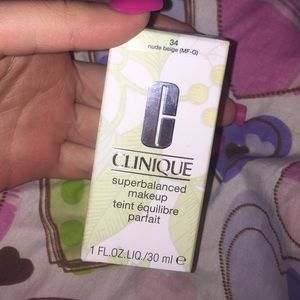 34
nude beige (MF-G)
CLINIQUE
superbalanced
makeup
teint équilibre
parfait
1 FL.OZ.LIQ./30 ml e